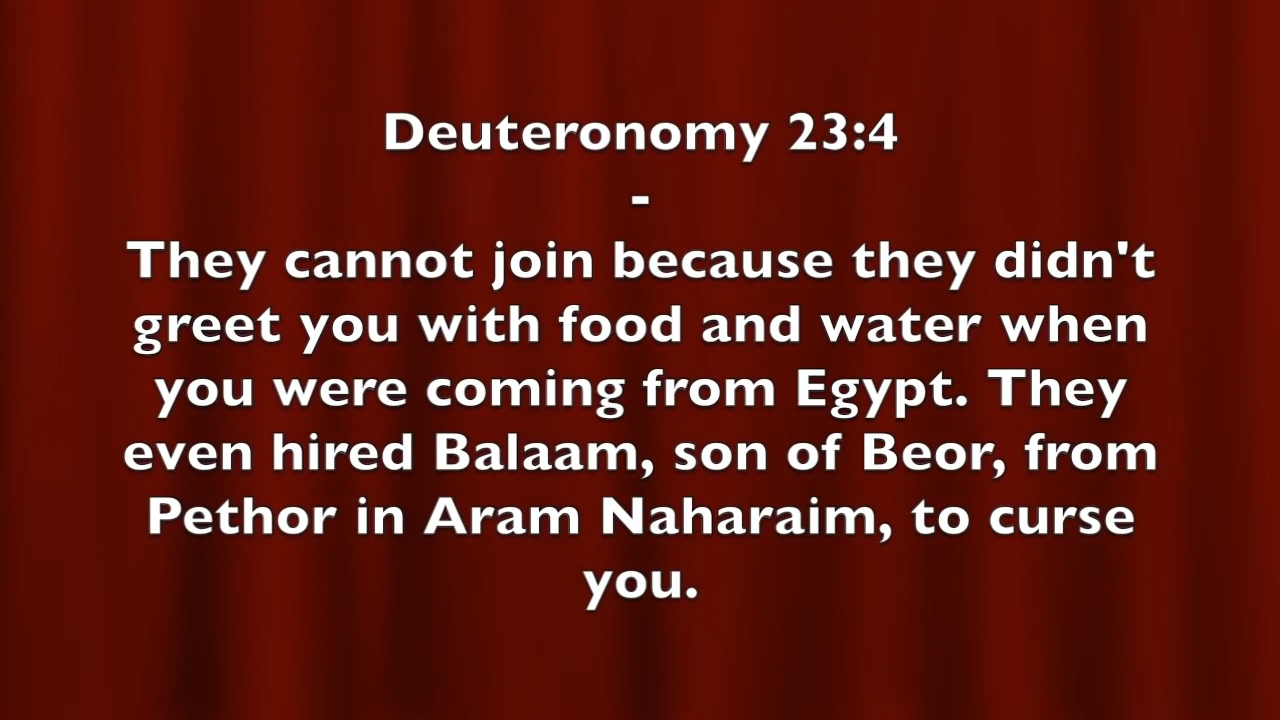 Deuteronomy 23:4
-
They cannot join because they didn't
greet you with food and water when
you were coming from Egypt. They
even hired Balaam, son of Beor, from
Pethor in Aram Naharaim, to curse
you.